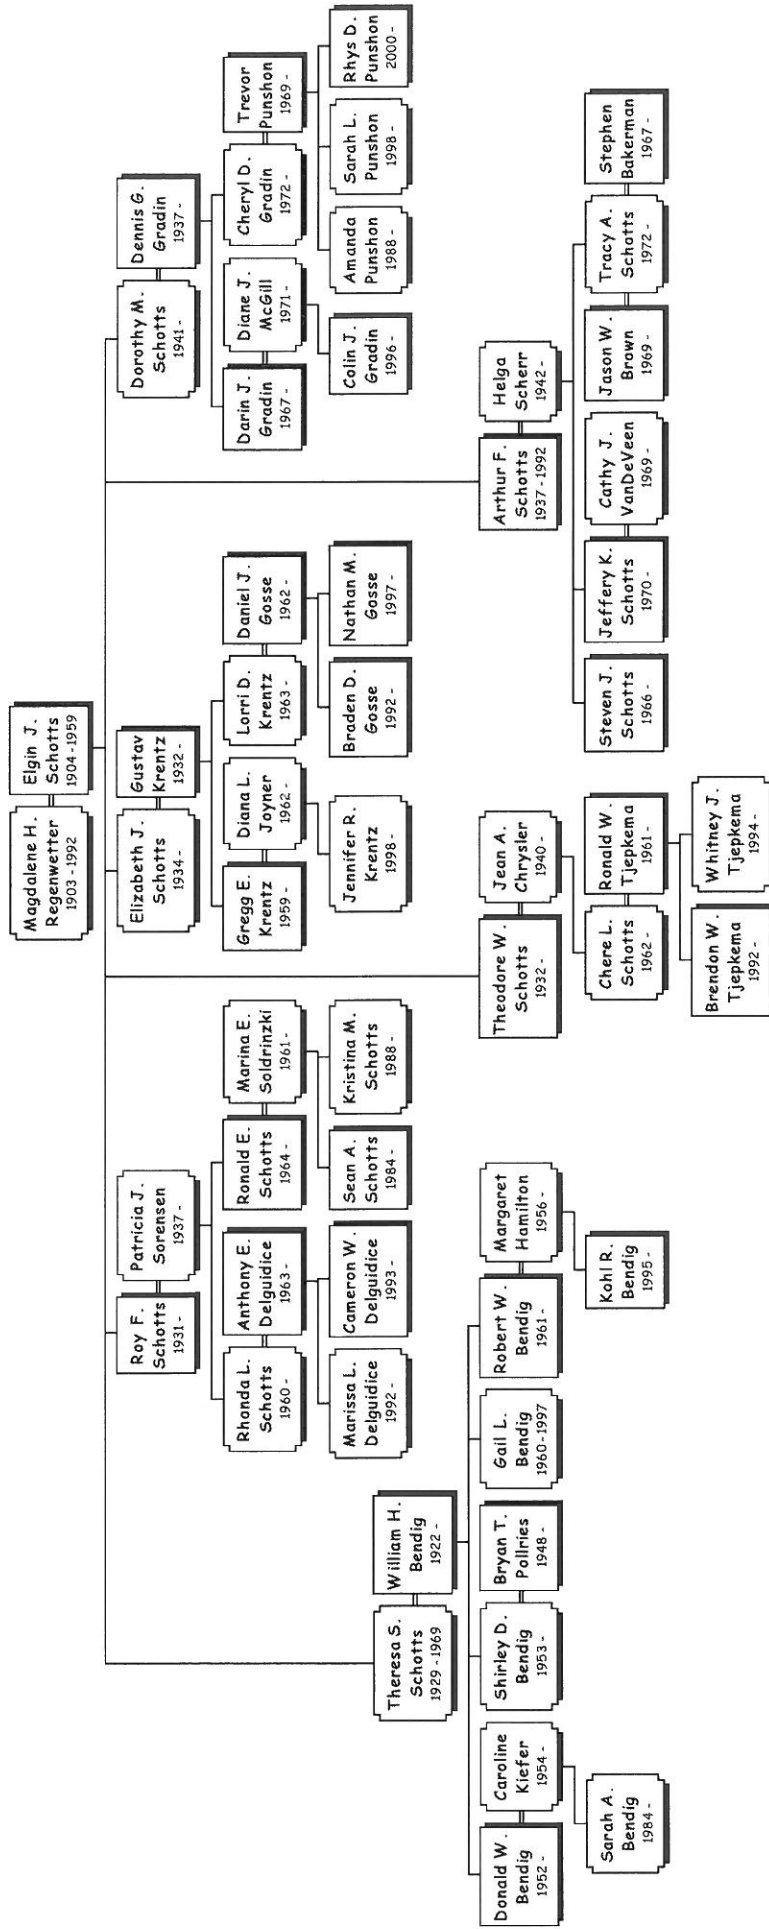 Magdalene H.
Regenwetter
1903 - 1992
Elgin J.
Schotts
1904 - 1959
Theresa S.
Schotts
1929 - 1969
William H.
Bendig
1922 -
Donald W.
Bendig
1952 -
Caroline
Kiefer
1954 -
Sarah A.
Bendig
1984 -
Shirley D.
Bendig
1953 -
Bryan T.
Pollries
1948 -
Gail L.
Bendig
1960 - 1997
Robert W.
Bendig
1961 -
Margaret
Hamilton
1956 -
Kohl R.
Bendig
1995 -
Roy F.
Schotts
1931 -
Patricia J.
Sorensen
1937 -
Rhonda L.
Schotts
1960 -
Anthony E.
Delguidice
1963 -
Marissa L.
Delguidice
1992 -
Cameron W.
Delguidice
1993 -
Ronald E.
Schotts
1964 -
Marina E.
Soldrinzki
1961 -
Sean A.
Schotts
1984 -
Kristina M.
Schotts
1988 -
Theodore W.
Schotts
1932 -
Jean A.
Chrysler
1940 -
Chere L.
Schotts
1962 -
Ronald W.
Tjepkema
1961 -
Brendon W.
Tjepkema
1992 -
Whitney J.
Tjepkema
1994 -
Elizabeth J.
Schotts
1934 -
Gustav
Krentz
1932 -
Gregg E.
Krentz
1959 -
Diana L.
Joyner
1962 -
Jennifer R.
Krentz
1998 -
Lorri D.
Krentz
1963 -
Daniel J.
Gosse
1962 -
Braden D.
Gosse
1992 -
Nathan M.
Gosse
1997 -
Arthur F.
Schotts
1937 - 1992
Helga
Scherr
1942 -
Steven J.
Schotts
1966 -
Jeffery K.
Schotts
1970 -
Cathy J.
VanDeVeen
1969 -
Jason W.
Brown
1969 -
Tracy A.
Schotts
1972 -
Stephen
Bakerman
1967 -
Dorothy M.
Schotts
1941 -
Dennis G.
Gradin
1937 -
Darin J.
Gradin
1967 -
Diane J.
McGill
1971 -
Colin J.
Gradin
1996 -
Cheryl D.
Gradin
1972 -
Trevor
Punshon
1969 -
Amanda
Punshon
1988 -
Sarah L.
Punshon
1998 -
Rhys D.
Punshon
2000 -